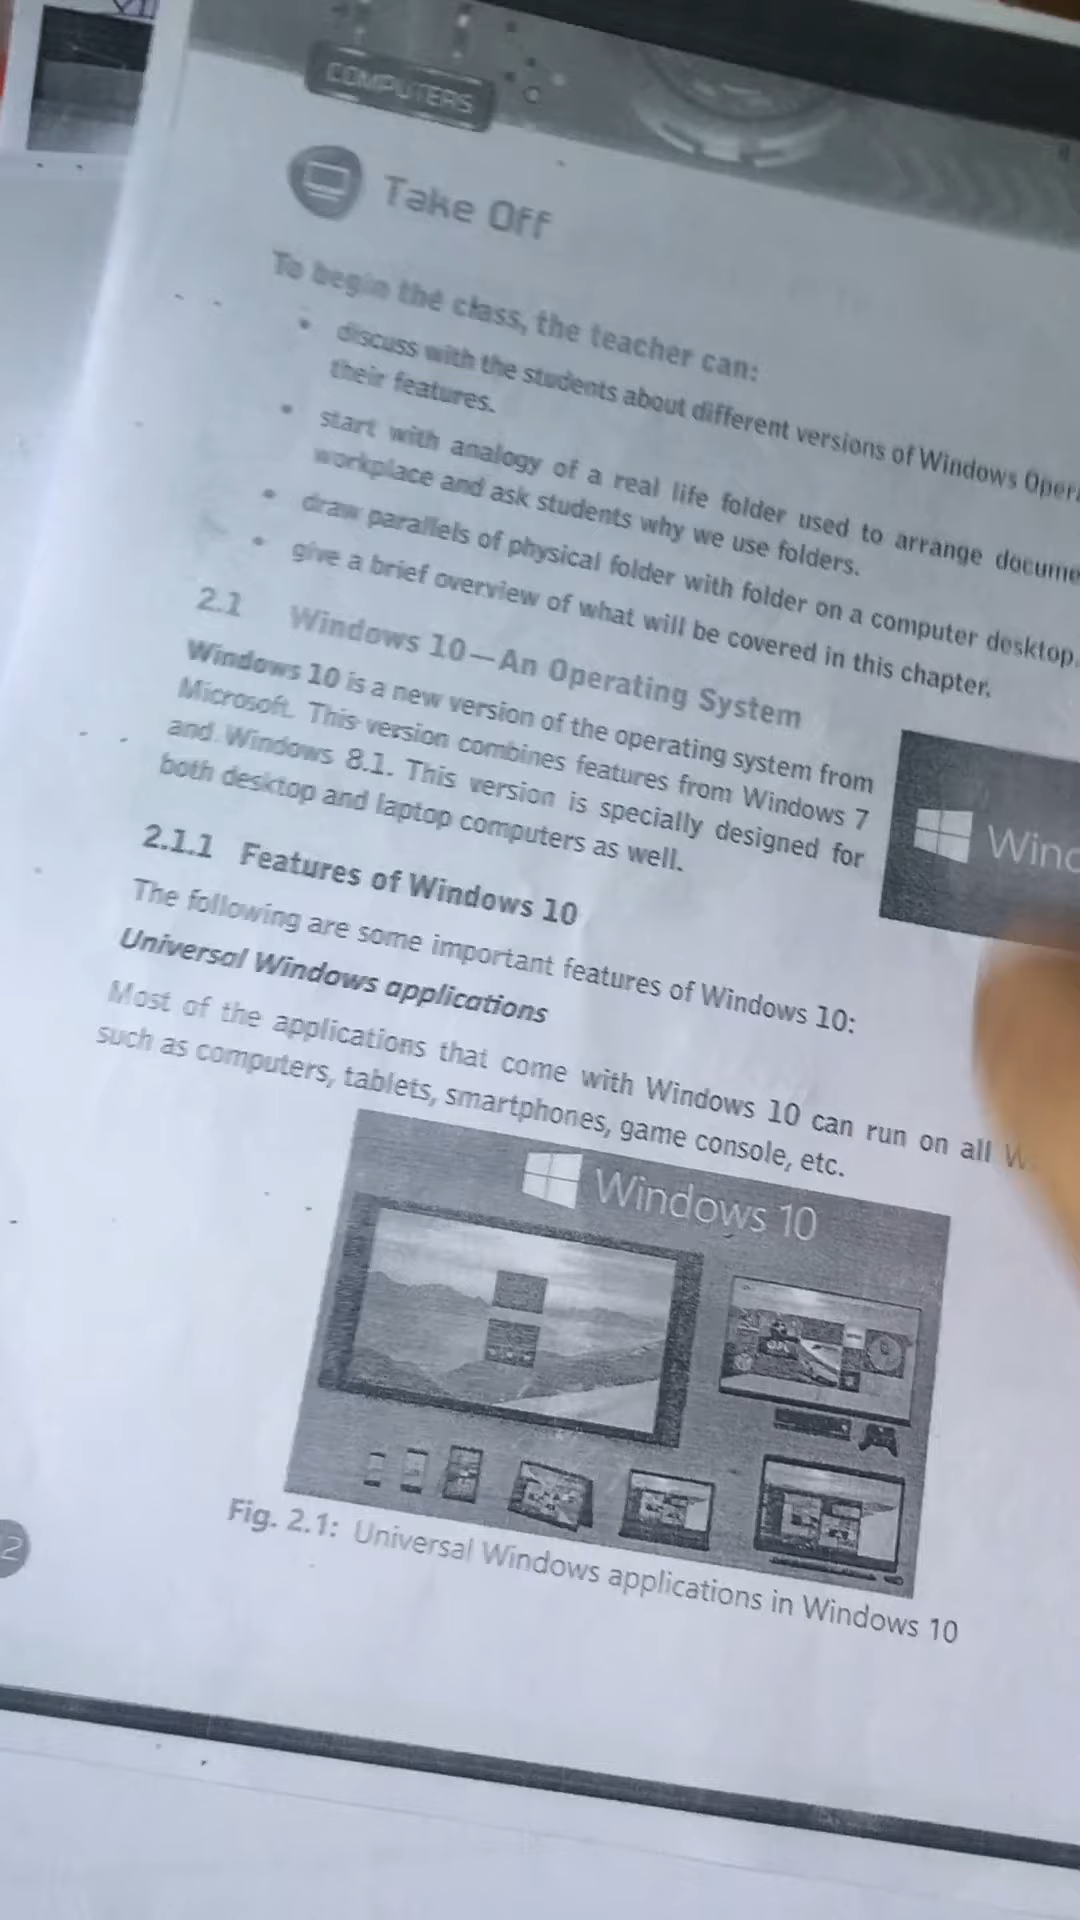 COMPUTERS
Take Off
To begin the class, the teacher can:
• discuss with the students about different versions of Windows
their features.
• start with analogy of a real life folder used to arrange
workplace and ask students why we use folders.
• draw parallels of physical folder with folder on a computer desktop.
• give a brief overview of what will be covered in this chapter.
2.1 Windows 10—An Operating System
Windows 10 is a new version of the operating system from
Microsoft. This version combines features from Windows 7
and Windows 8.1. This version is specially designed for
both desktop and laptop computers as well.
2.1.1 Features of Windows 10
The following are some important features of Windows 10:
Universal Windows applications
Most of the applications that come with Windows 10 can run on all
such as computers, tablets, smartphones, game console, etc.
Windows 10
Fig. 2.1: Universal Windows applications in Windows 10
2